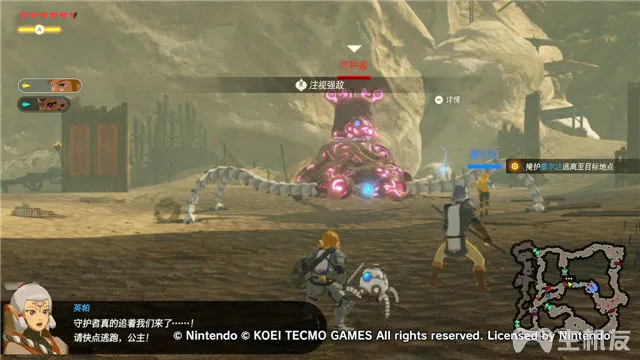 A
守护者
注视强敌
详情
掩护塞尔达逃离至目标地点
英帕
守护者真的追着我们来了……!
请快点逃跑,公主!
© Nintendo © KOEI TECMO GAMES All rights reserved. Licensed by Nintendo